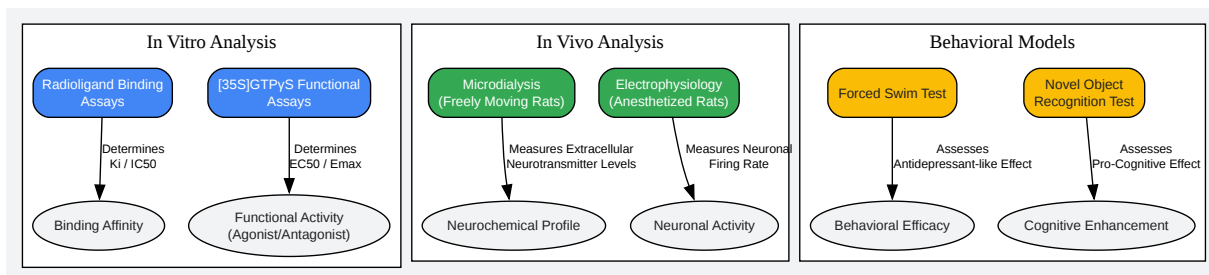 In Vitro Analysis
Radioligand Binding
Assays
[35S]GTPγS Functional
Assays
Determines
Ki / IC50
Determines
EC50 / Emax
Binding Affinity
Functional Activity
(Agonist/Antagonist)
In Vivo Analysis
Microdialysis
(Freely Moving Rats)
Electrophysiology
(Anesthetized Rats)
Measures Extracellular
Neurotransmitter Levels
Measures Neuronal
Firing Rate
Neurochemical Profile
Neuronal Activity
Behavioral Models
Forced Swim Test
Novel Object
Recognition Test
Assesses
Antidepressant-like Effect
Assesses
Pro-Cognitive Effect
Behavioral Efficacy
Cognitive Enhancement